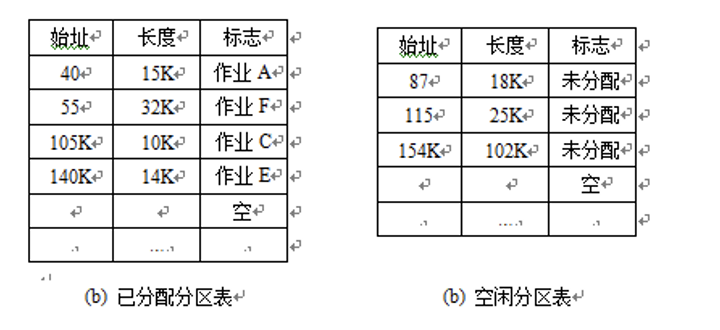 始址 长度 标志
40 15K 作业 A
55 32K 作业 F
105K 10K 作业 C
140K 14K 作业 E
空
(b) 已分配分区表
始址 长度 标志
87 18K 未分配
115 25K 未分配
154K 102K 未分配
空
(b) 空闲分区表